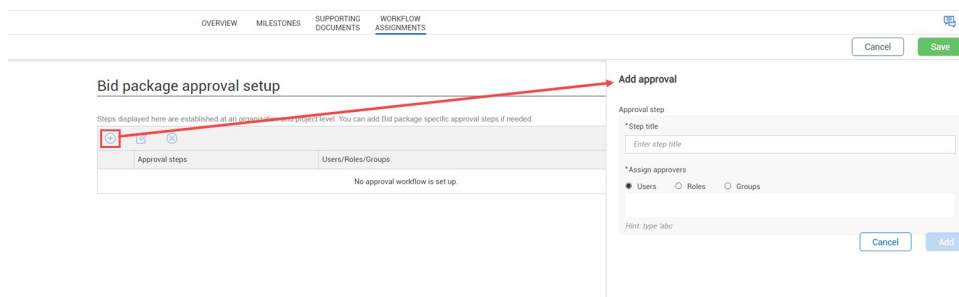 OVERVIEW MILESTONES SUPPORTING DOCUMENTS WORKFLOW ASSIGNMENTS
Cancel Save
Bid package approval setup
Steps displayed here are established at an organization and project level. You can add Bid package specific approval steps if needed.
Approval steps Users/Roles/Groups
No approval workflow is set up.
Add approval
Approval step
*Step title
Enter step title
*Assign approvers
Users Roles Groups
Hint: type 'abc'
Cancel Add